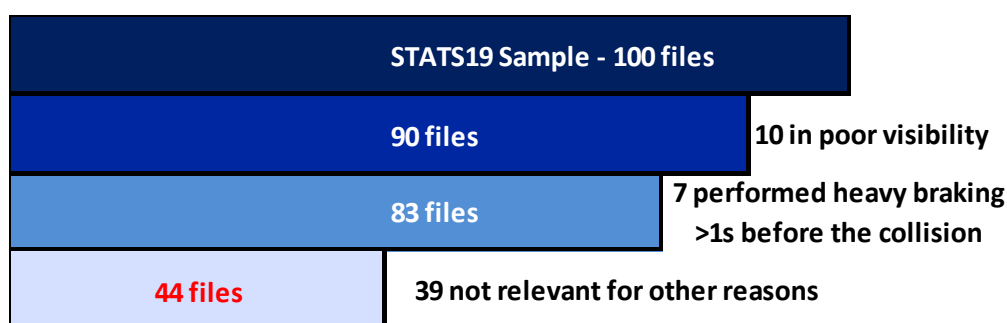 STATS19 Sample - 100 files
90 files
10 in poor visibility
83 files
7 performed heavy braking
>1s before the collision
44 files
39 not relevant for other reasons